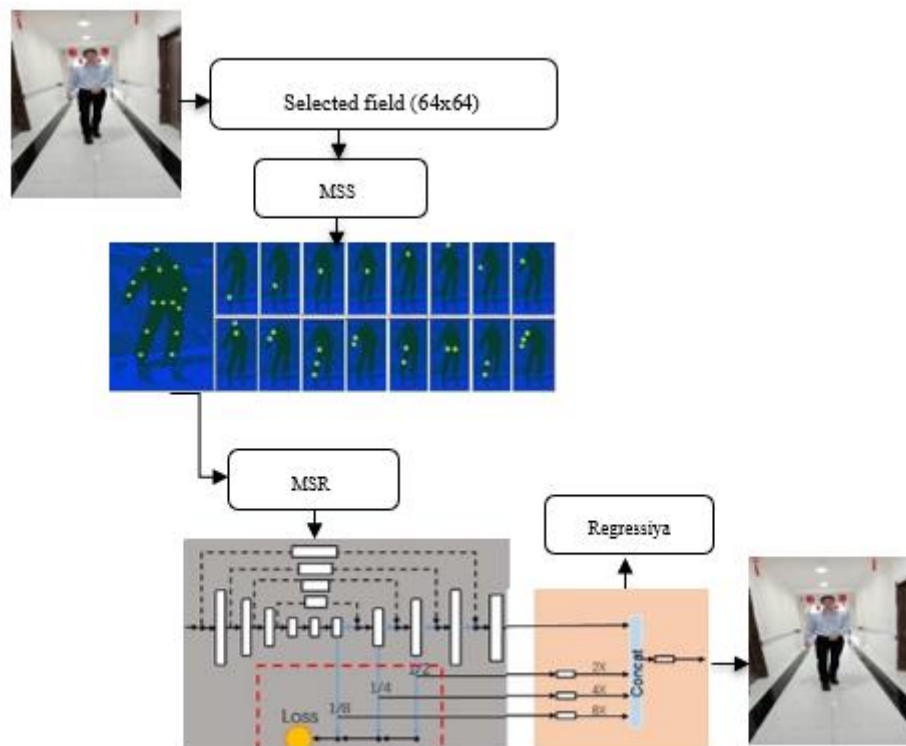 Selected field (64x64)
MSS
MSR
Regressiya
1/2
1/4
1/8
Loss
2X
4X
8X
Concat